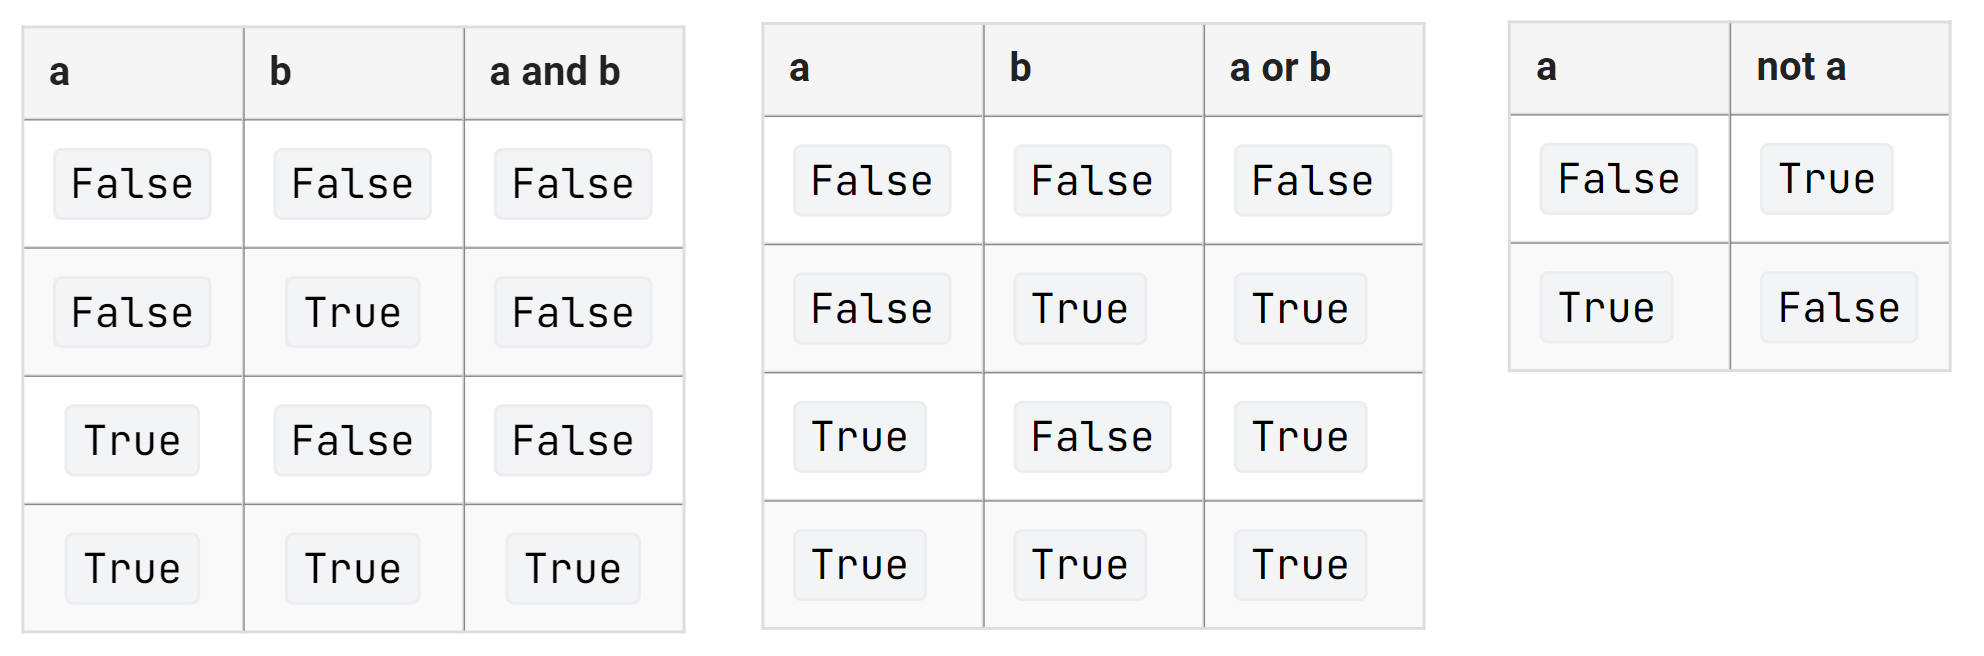 a b a and b
False False False
False True False
True False False
True True True
a b a or b
False False False
False True True
True False True
True True True
a not a
False True
True False